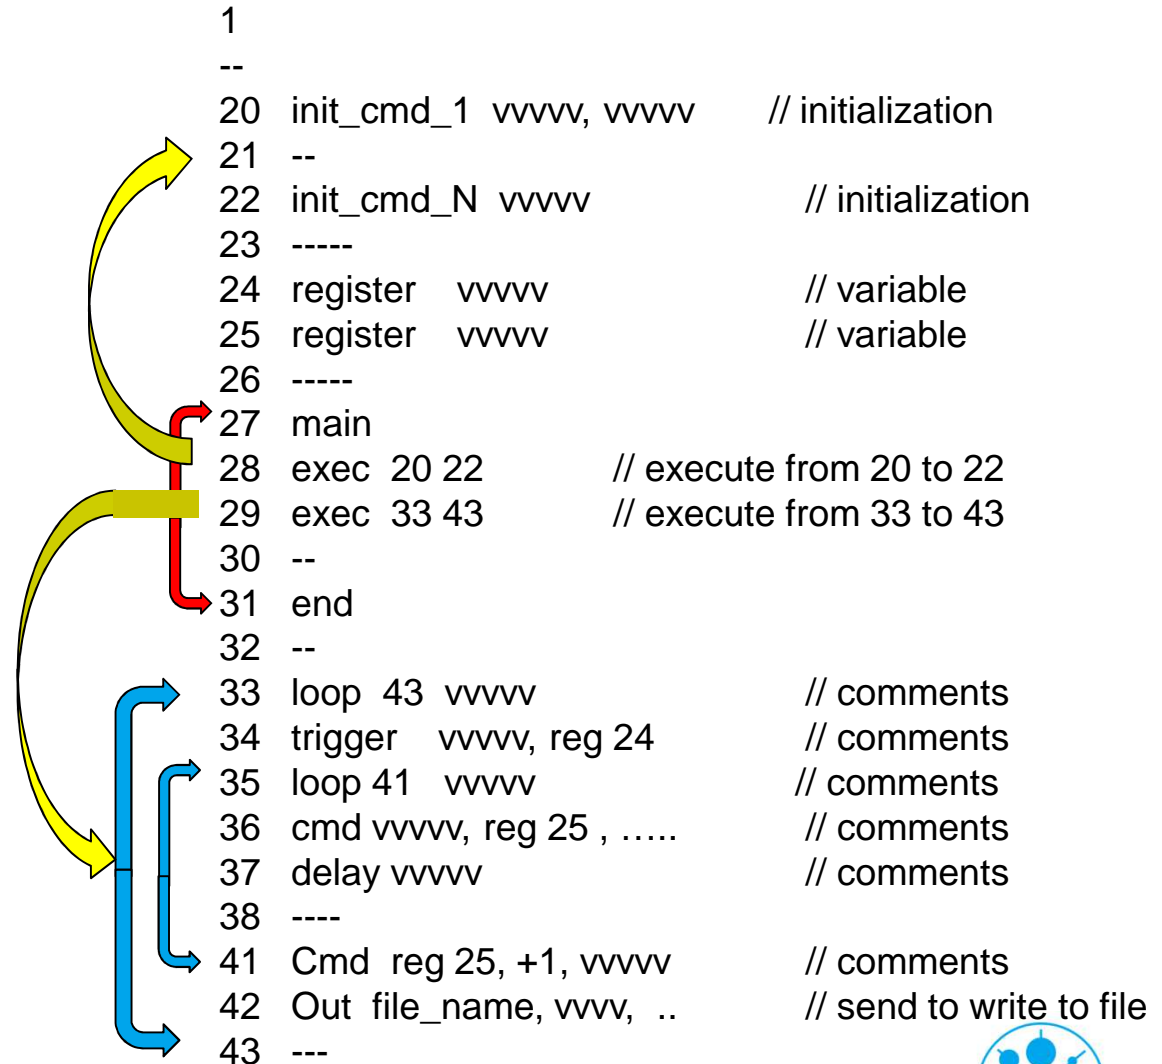 1
--
20 init_cmd_1 vvvvv, vvvvv // initialization
21 --
22 init_cmd_N vvvvv // initialization
23 -----
24 register vvvvv // variable
25 register vvvvv // variable
26 -----
27 main
28 exec 20 22 // execute from 20 to 22
29 exec 33 43 // execute from 33 to 43
30 --
31 end
32 --
33 loop 43 vvvvv // comments
34 trigger vvvvv, reg 24 // comments
35 loop 41 vvvvv // comments
36 cmd vvvvv, reg 25 , ….. // comments
37 delay vvvvv // comments
38 ----
41 Cmd reg 25, +1, vvvvv // comments
42 Out file_name, vvvv, .. // send to write to file
43 ---